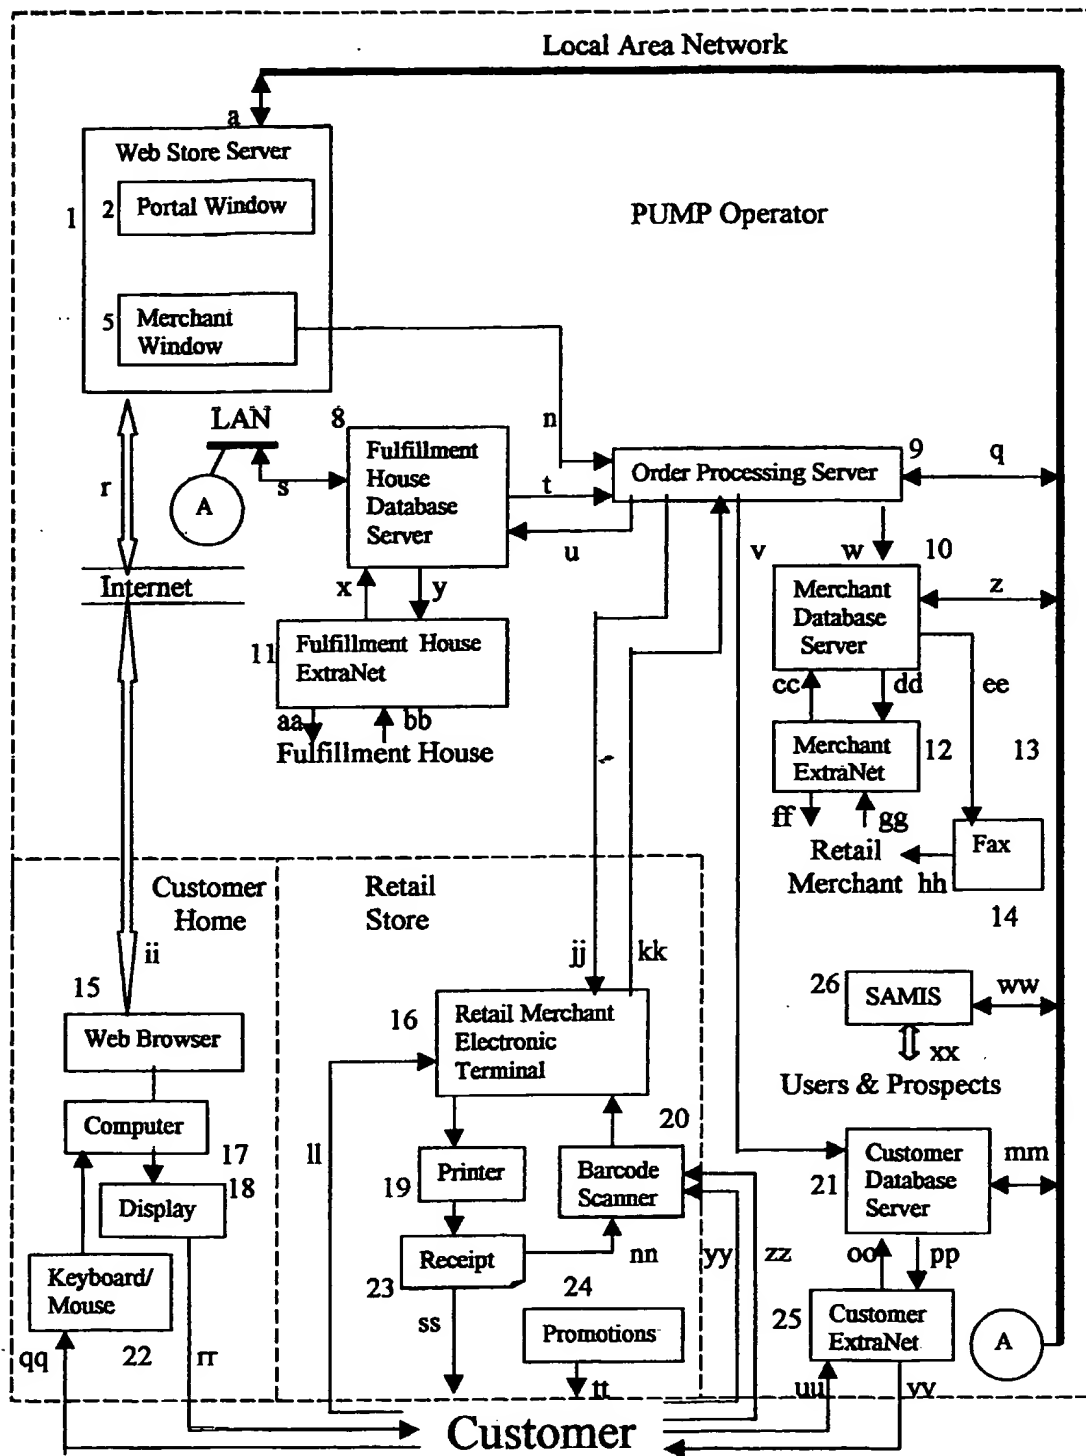 Local Area Network
a
Web Store Server
2
Portal Window
1
PUMP Operator
5
Merchant
Window
LAN
8
n
9
q
r
A
s
Fulfillment
House
Database
Server
t
Order Processing Server
u
v
w
10
Internet
x
y
Merchant
Database
Server
z
11
Fulfillment House
ExtraNet
cc
dd
ee
aa
bb
Fulfillment House
Merchant
ExtraNet
12
13
ff
gg
Retail
Merchant
hh
Fax
14
Customer
Home
Retail
Store
ii
jj
kk
15
Web Browser
16
Retail Merchant
Electronic
Terminal
26
SAMIS
ww
xx
Users & Prospects
Computer
17
ll
20
18
Display
19
Printer
Barcode
Scanner
21
Customer
Database
Server
mm
Keyboard/
Mouse
Receipt
nn
yy
zz
oo
pp
23
24
22
qq
rr
ss
Promotions
tt
25
Customer
ExtraNet
A
uu
vv
Customer